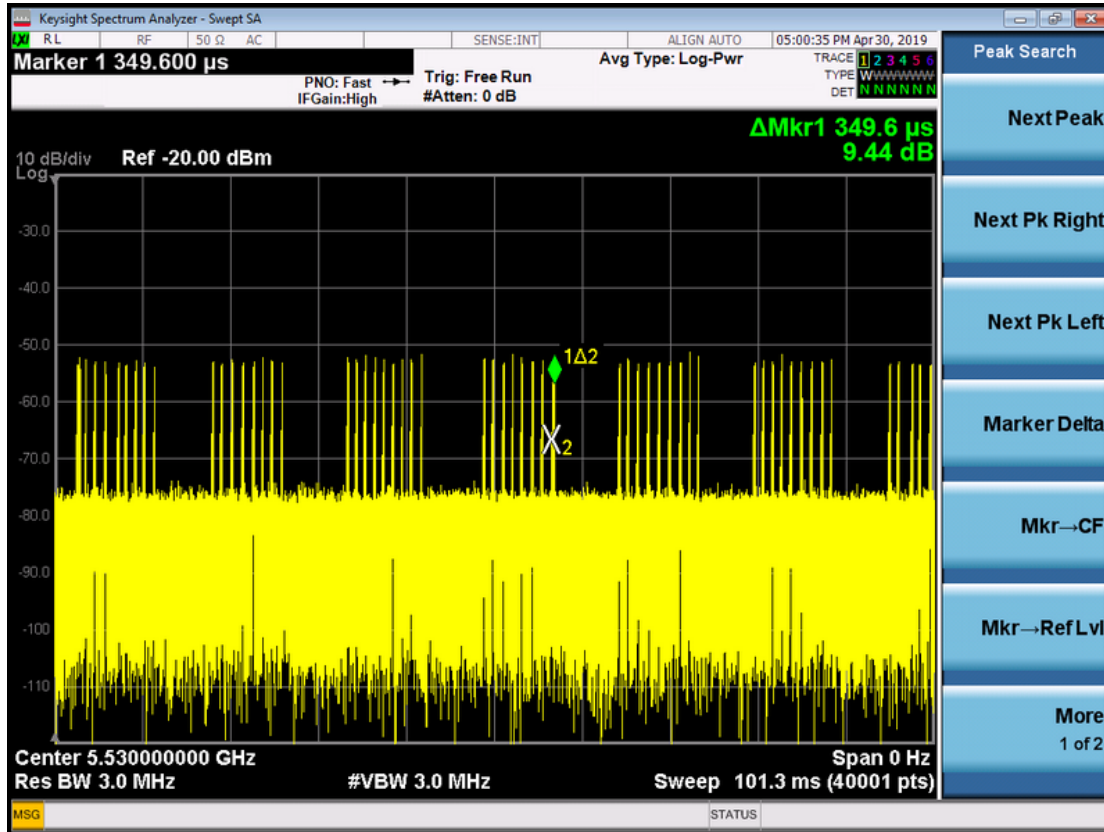 Keysight Spectrum Analyzer - Swept SA
LXI RL RF 50 Ω AC SENSE:INT ALIGN AUTO 05:00:35 PM Apr 30, 2019
Marker 1 349.600 µs
PNO: Fast
IFGain:High
Trig: Free Run
#Atten: 0 dB
Avg Type: Log-Pwr
TRACE 1 2 3 4 5 6
TYPE WWWWWW
DET N N N N N N
ΔMkr1 349.6 µs
9.44 dB
10 dB/div Ref -20.00 dBm
Log
-30.0
-40.0
-50.0
-60.0
-70.0
-80.0
-90.0
-100
-110
1Δ2
X2
Center 5.530000000 GHz Span 0 Hz
Res BW 3.0 MHz #VBW 3.0 MHz Sweep 101.3 ms (40001 pts)
MSG STATUS
Peak Search
Next Peak
Next Pk Right
Next Pk Left
Marker Delta
Mkr→CF
Mkr→Ref Lvl
More
1 of 2